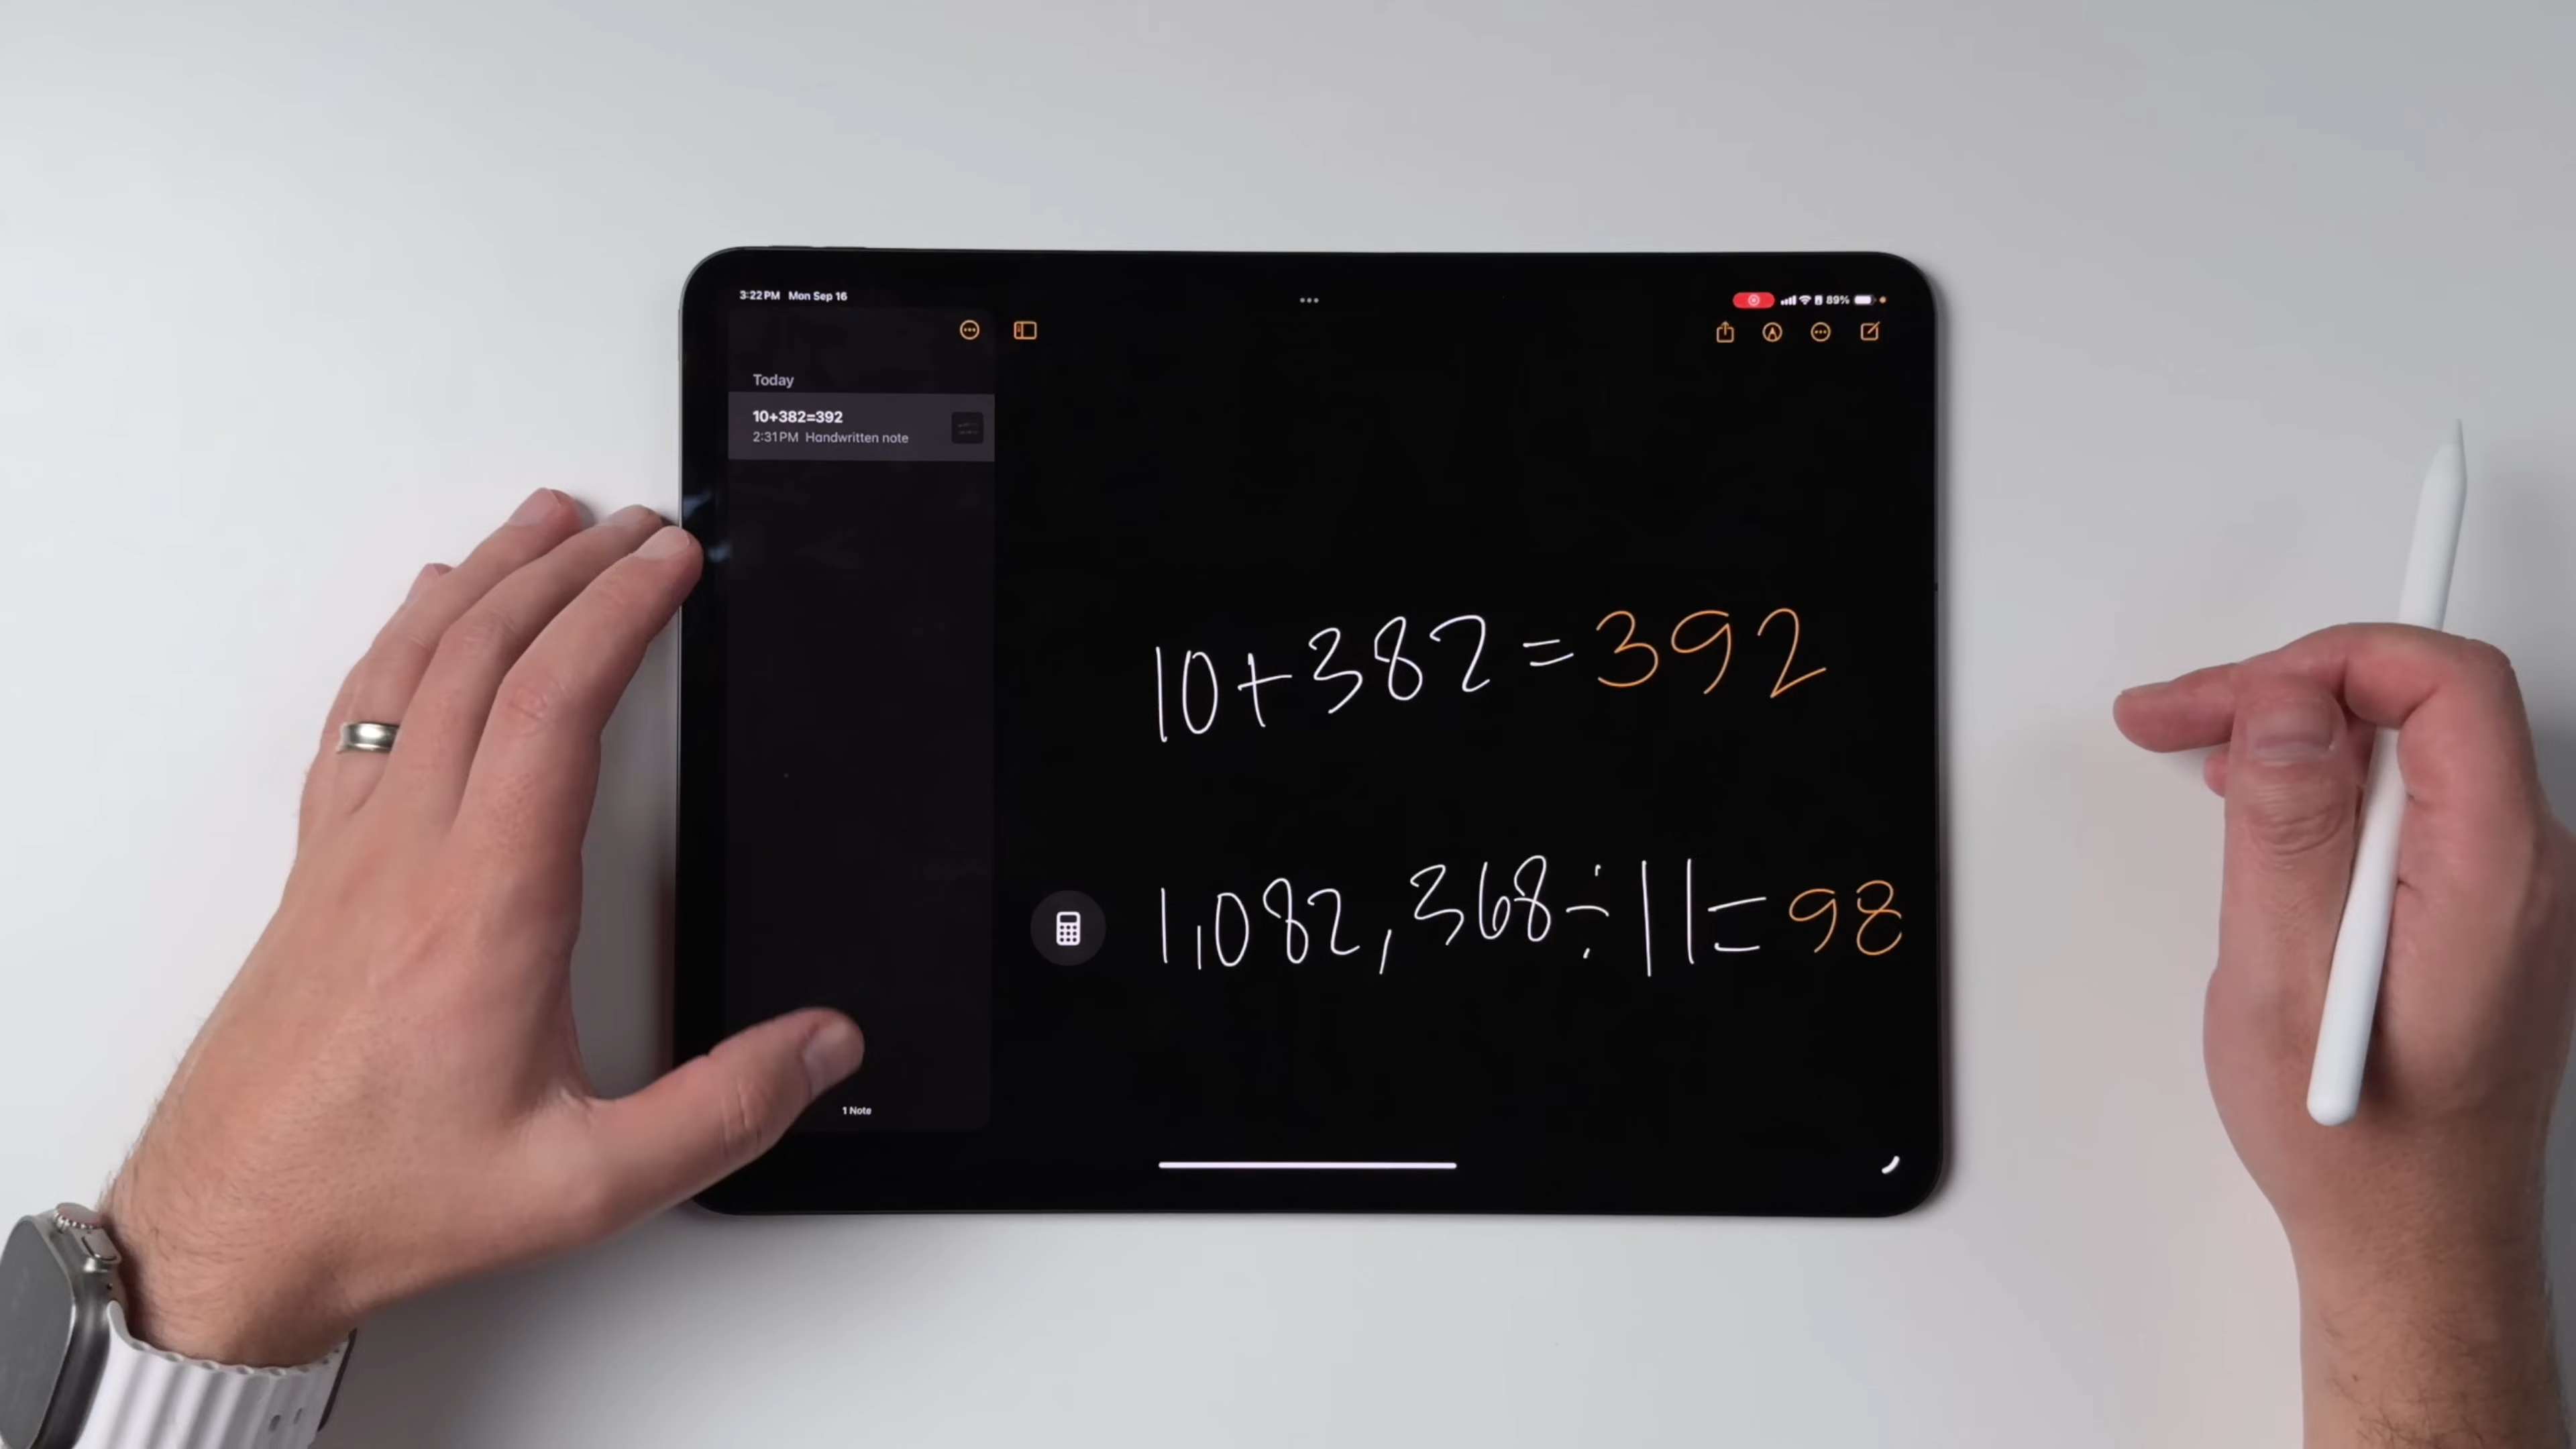 3:22 PM Mon Sep 16
89%
Today
10+382=392
2:31 PM Handwritten note
10+382=392
1,082,368÷11=98
1 Note